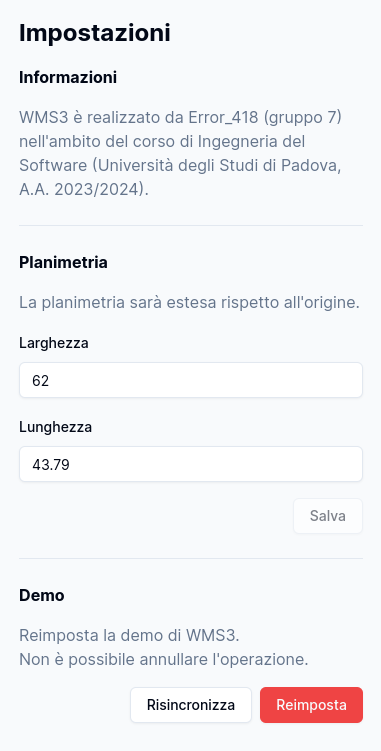 Impostazioni
Informazioni
WMS3 è realizzato da Error_418 (gruppo 7)
nell'ambito del corso di Ingegneria del
Software (Università degli Studi di Padova,
A.A. 2023/2024).
Planimetria
La planimetria sarà estesa rispetto all'origine.
Larghezza
62
Lunghezza
43.79
Salva
Demo
Reimposta la demo di WMS3.
Non è possibile annullare l'operazione.
Risincronizza
Reimposta